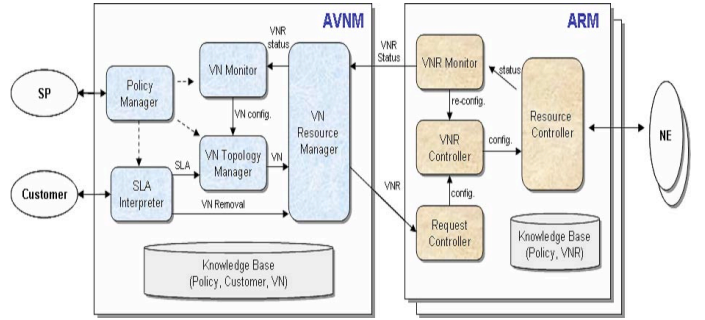 AVNM
ARM
SP
Customer
Policy
Manager
SLA
Interpreter
VN Monitor
VN Topology
Manager
VN
Resource
Manager
VNR
status
VN config.
SLA
VN
VN Removal
Knowledge Base
(Policy, Customer, VN)
VNR
Status
VNR
VNR Monitor
status
re-config.
VNR
Controller
config.
config.
Request
Controller
Resource
Controller
Knowledge Base
(Policy, VNR)
NE